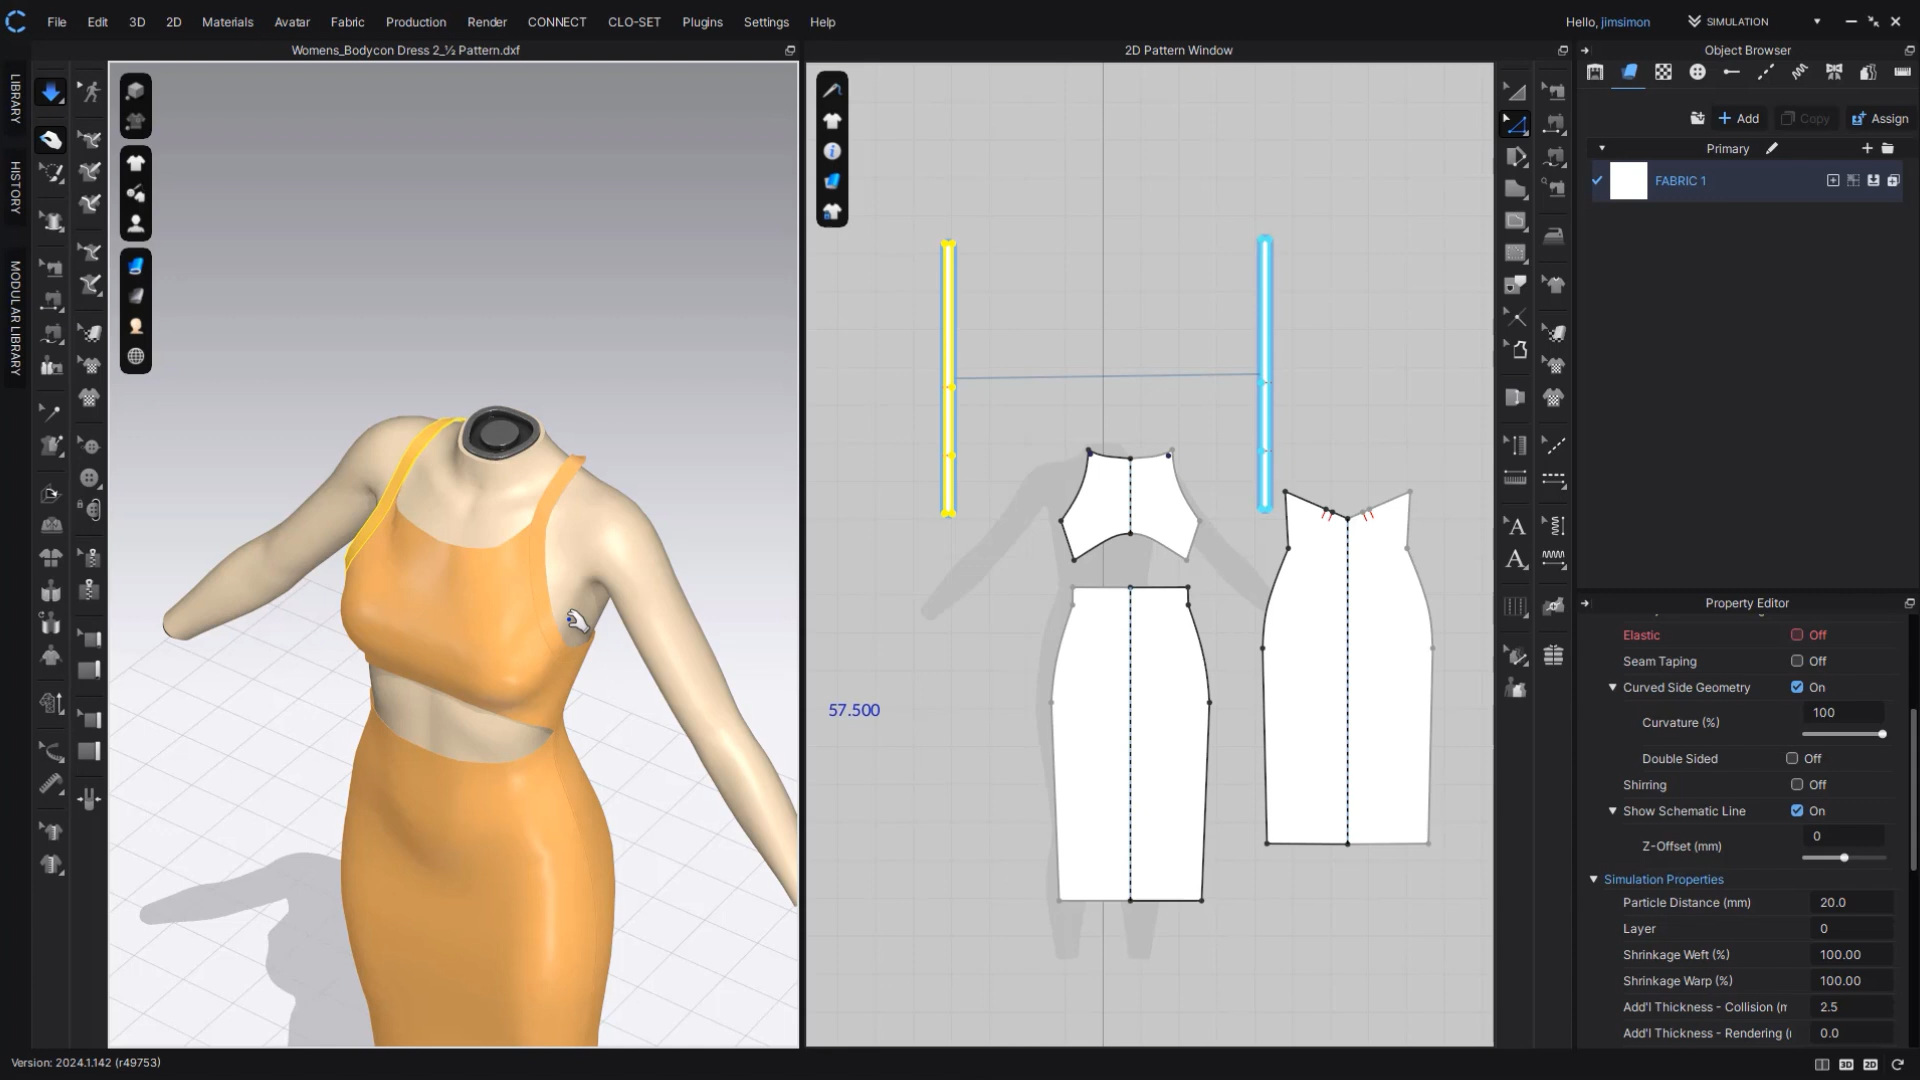 File Edit 3D 2D Materials Avatar Fabric Production Render CONNECT CLO-SET Plugins Settings Help Hello, jimsimon SIMULATION
Womens_Bodycon Dress 2_½ Pattern.dxf
2D Pattern Window
Object Browser
LIBRARY
HISTORY
MODULAR LIBRARY
Add Copy Assign
Primary
FABRIC 1
57.500
A
A
Property Editor
Elastic Off
Seam Taping Off
Curved Side Geometry On
Curvature (%) 100
Double Sided Off
Shirring Off
Show Schematic Line On
Z-Offset (mm) 0
Simulation Properties
Particle Distance (mm) 20.0
Layer 0
Shrinkage Weft (%) 100.00
Shrinkage Warp (%) 100.00
Add'l Thickness - Collision (m 2.5
Add'l Thickness - Rendering (ı 0.0
Version: 2024.1.142 (r49753)
3D 2D